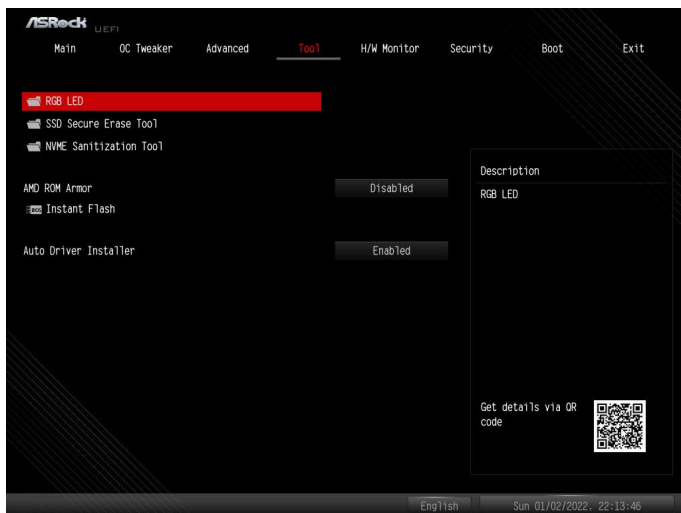 ASRock UEFI
Main OC Tweaker Advanced Tool H/W Monitor Security Boot Exit
RGB LED
SSD Secure Erase Tool
NVME Sanitization Tool
AMD ROM Armor Disabled
Instant Flash
Auto Driver Installer Enabled
Description
RGB LED
Get details via QR
code
English Sun 01/02/2022. 22:13:46